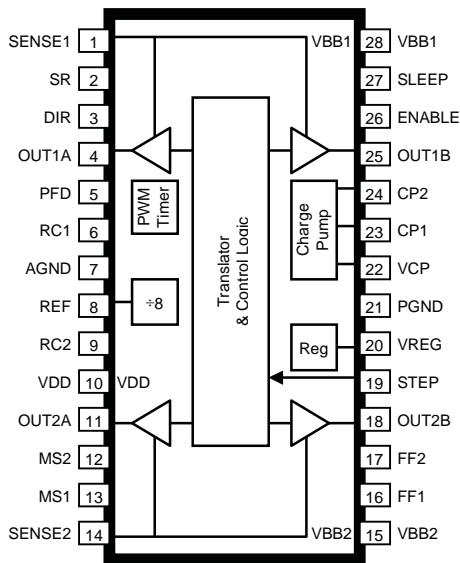 SENSE1 1 VBB1 28 VBB1
SR 2 27 SLEEP
DIR 3 26 ENABLE
OUT1A 4 25 OUT1B
PFD 5 PWM Timer 24 CP2
RC1 6 Charge Pump 23 CP1
AGND 7 Translator & Control Logic 22 VCP
REF 8 ÷8 21 PGND
RC2 9 Reg 20 VREG
VDD 10 VDD 19 STEP
OUT2A 11 18 OUT2B
MS2 12 17 FF2
MS1 13 16 FF1
SENSE2 14 VBB2 15 VBB2